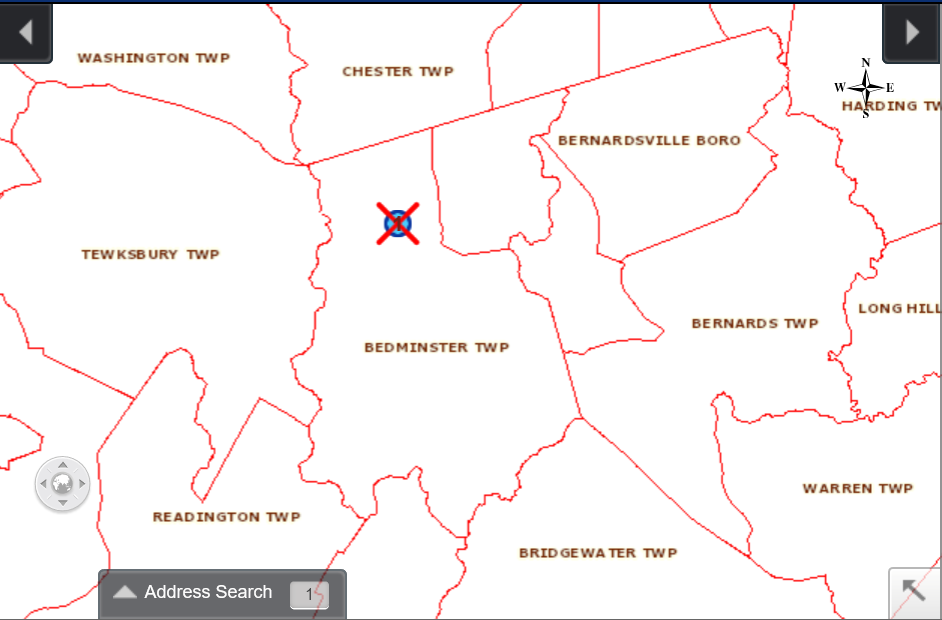 WASHINGTON TWP
CHESTER TWP
N
W E
S
HARDING TW
BERNARDSVILLE BORO
TEWKSBURY TWP
LONG HILL
BERNARDS TWP
BEDMINSTER TWP
WARREN TWP
READINGTON TWP
BRIDGEWATER TWP
Address Search 1